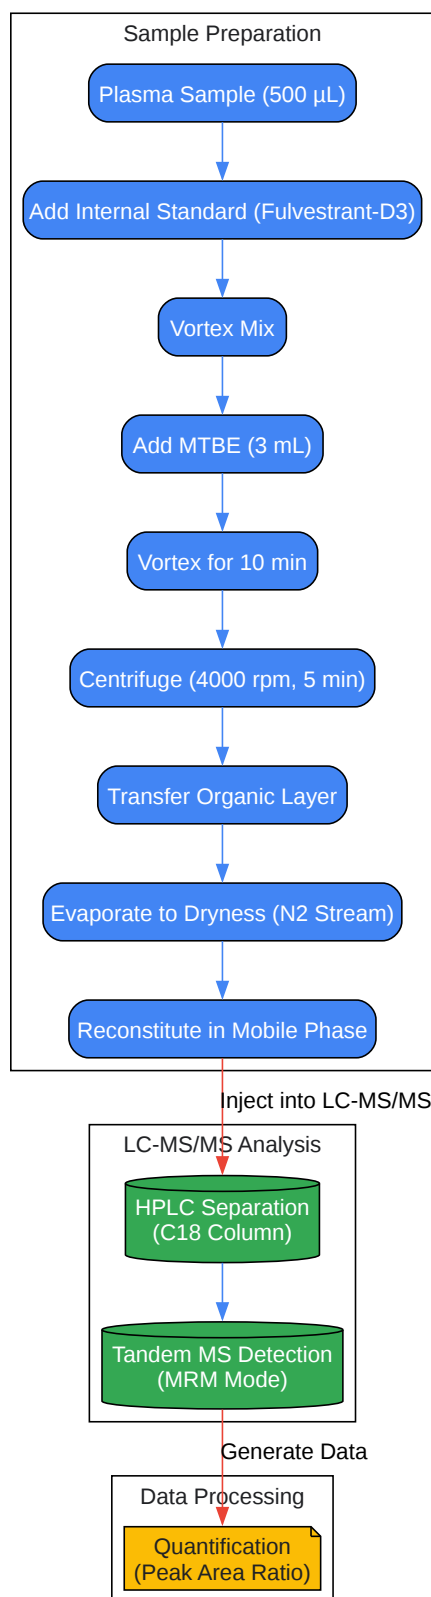 Sample Preparation
Plasma Sample (500 µL)
Add Internal Standard (Fulvestrant-D3)
Vortex Mix
Add MTBE (3 mL)
Vortex for 10 min
Centrifuge (4000 rpm, 5 min)
Transfer Organic Layer
Evaporate to Dryness (N2 Stream)
Reconstitute in Mobile Phase
Inject into LC-MS/MS
LC-MS/MS Analysis
HPLC Separation
(C18 Column)
Tandem MS Detection
(MRM Mode)
Generate Data
Data Processing
Quantification
(Peak Area Ratio)